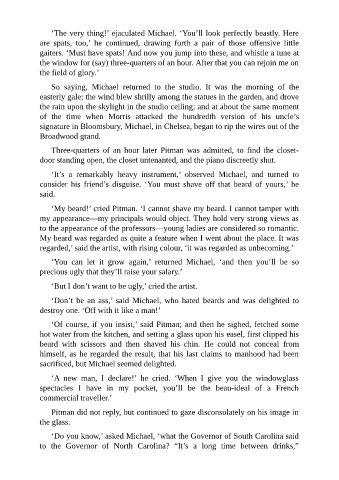 ‘The very thing!’ ejaculated Michael. ‘You’ll look perfectly beastly. Here
are spats, too,’ he continued, drawing forth a pair of those offensive little
gaiters. ‘Must have spats! And now you jump into these, and whistle a tune at
the window for (say) three-quarters of an hour. After that you can rejoin me on
the field of glory.’
So saying, Michael returned to the studio. It was the morning of the
easterly gale; the wind blew shrilly among the statues in the garden, and drove
the rain upon the skylight in the studio ceiling; and at about the same moment
of the time when Morris attacked the hundredth version of his uncle’s
signature in Bloomsbury, Michael, in Chelsea, began to rip the wires out of the
Broadwood grand.
Three-quarters of an hour later Pitman was admitted, to find the closet-
door standing open, the closet untenanted, and the piano discreetly shut.
‘It’s a remarkably heavy instrument,’ observed Michael, and turned to
consider his friend’s disguise. ‘You must shave off that beard of yours,’ he
said.
‘My beard!’ cried Pitman. ‘I cannot shave my beard. I cannot tamper with
my appearance—my principals would object. They hold very strong views as
to the appearance of the professors—young ladies are considered so romantic.
My beard was regarded as quite a feature when I went about the place. It was
regarded,’ said the artist, with rising colour, ‘it was regarded as unbecoming.’
‘You can let it grow again,’ returned Michael, ‘and then you’ll be so
precious ugly that they’ll raise your salary.’
‘But I don’t want to be ugly,’ cried the artist.
‘Don’t be an ass,’ said Michael, who hated beards and was delighted to
destroy one. ‘Off with it like a man!’
‘Of course, if you insist,’ said Pitman; and then he sighed, fetched some
hot water from the kitchen, and setting a glass upon his easel, first clipped his
beard with scissors and then shaved his chin. He could not conceal from
himself, as he regarded the result, that his last claims to manhood had been
sacrificed, but Michael seemed delighted.
‘A new man, I declare!’ he cried. ‘When I give you the windowglass
spectacles I have in my pocket, you’ll be the beau-ideal of a French
commercial traveller.’
Pitman did not reply, but continued to gaze disconsolately on his image in
the glass.
‘Do you know,’ asked Michael, ‘what the Governor of South Carolina said
to the Governor of North Carolina? “It’s a long time between drinks,”